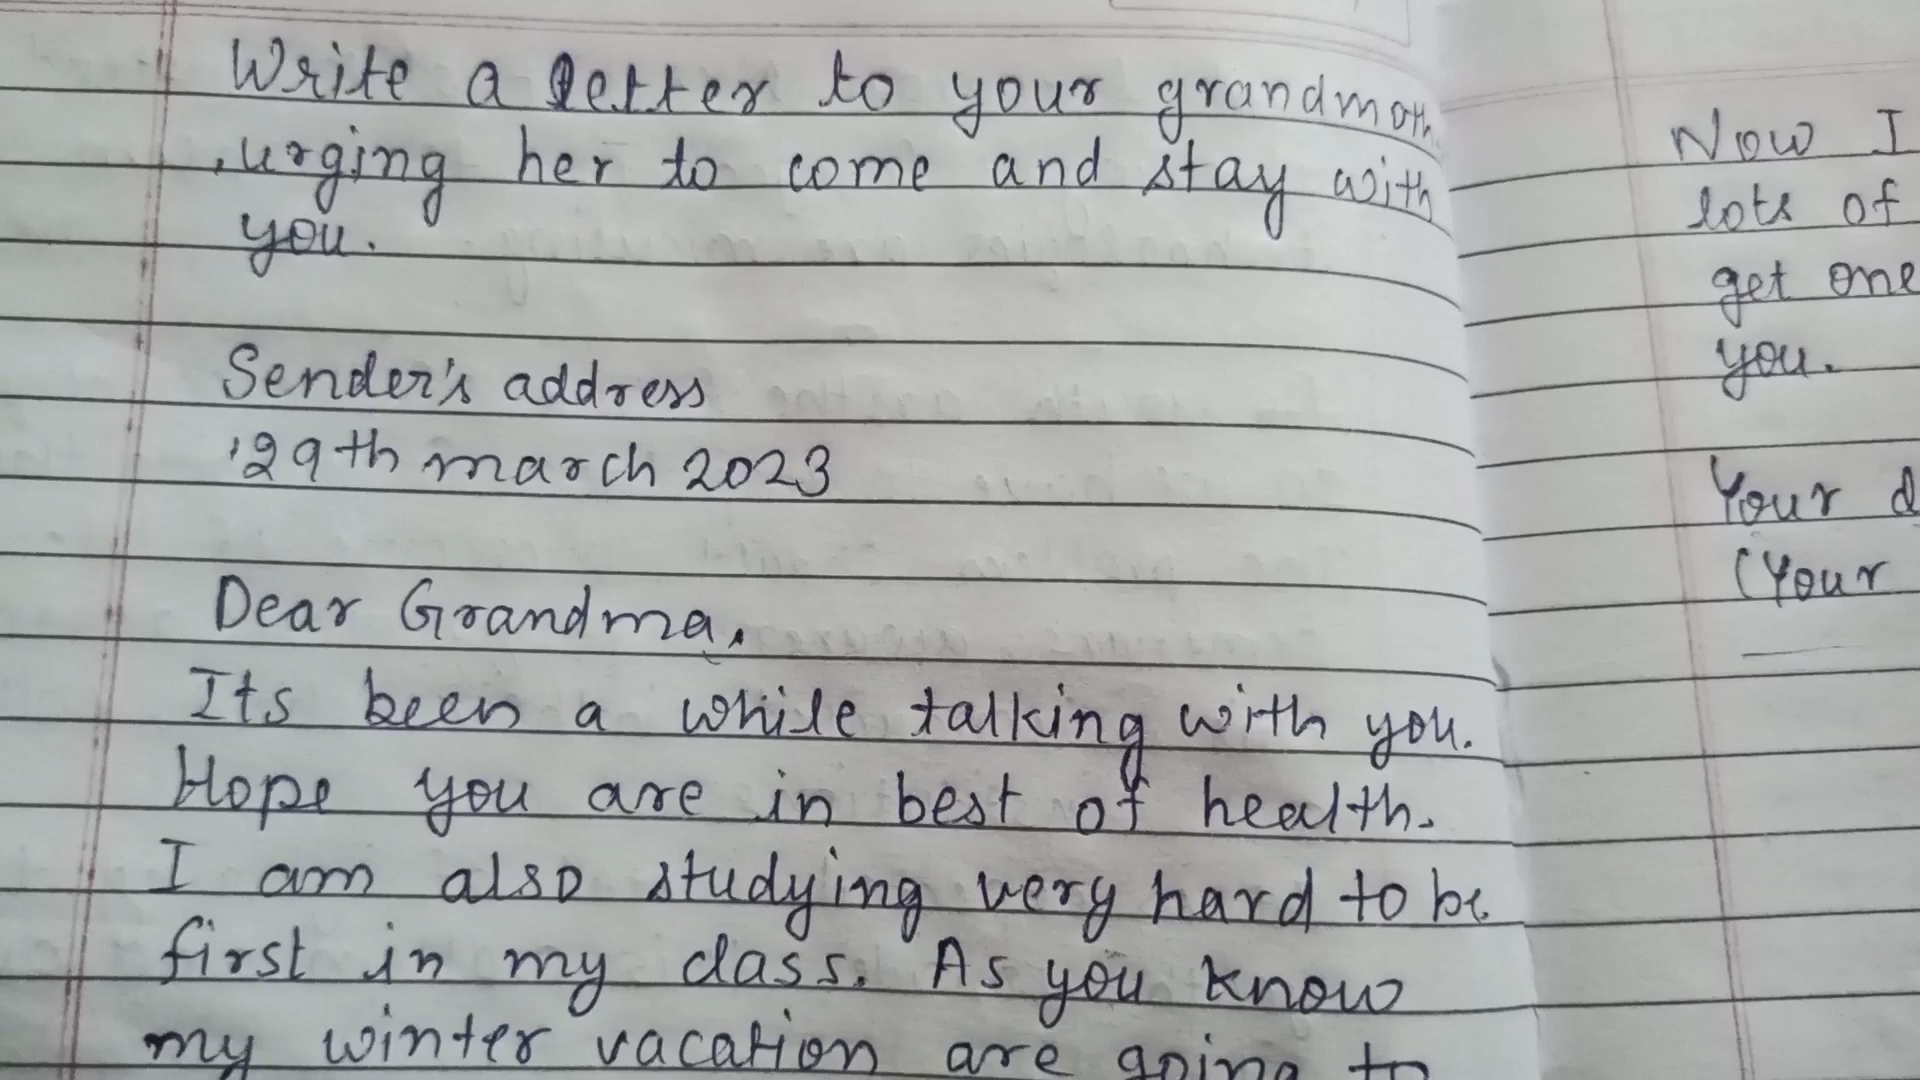 Write a letter to your grandmoth
urging her to come and stay with
you.
Sender's address
29th march 2023
Dear Grandma,
Its been a while talking with you.
Hope you are in best of health.
I am also studying very hard to be
first in my class. As you know
my winter vacation are going to
Now I
lots of
get one
you.
Your d
(Your